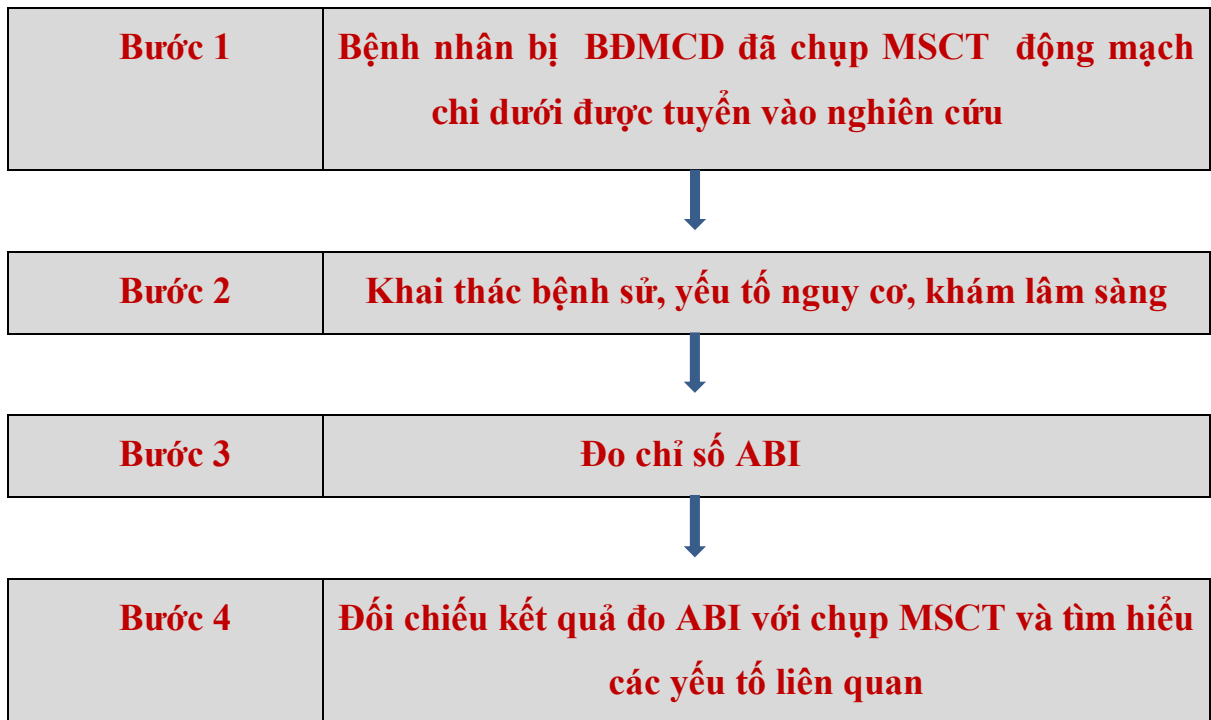 Bước 1
Bệnh nhân bị BĐMCD đã chụp MSCT động mạch
chi dưới được tuyển vào nghiên cứu
Bước 2
Khai thác bệnh sử, yếu tố nguy cơ, khám lâm sàng
Bước 3
Đo chỉ số ABI
Bước 4
Đối chiếu kết quả đo ABI với chụp MSCT và tìm hiểu
các yếu tố liên quan